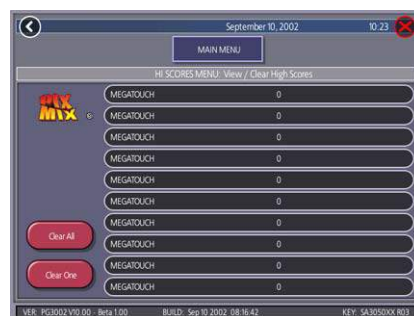 September 10, 2002 10:23
MAIN MENU
HI SCORES MENU: View / Clear High Scores
PIX
MIX
MEGATOUCH 0
MEGATOUCH 0
MEGATOUCH 0
MEGATOUCH 0
MEGATOUCH 0
MEGATOUCH 0
MEGATOUCH 0
MEGATOUCH 0
MEGATOUCH 0
MEGATOUCH 0
Clear All
Clear One
VER: PG3002 V10.00 - Beta 1.00 BUILD: Sep 10 2002 08:16:42 KEY: SA3050XX R03